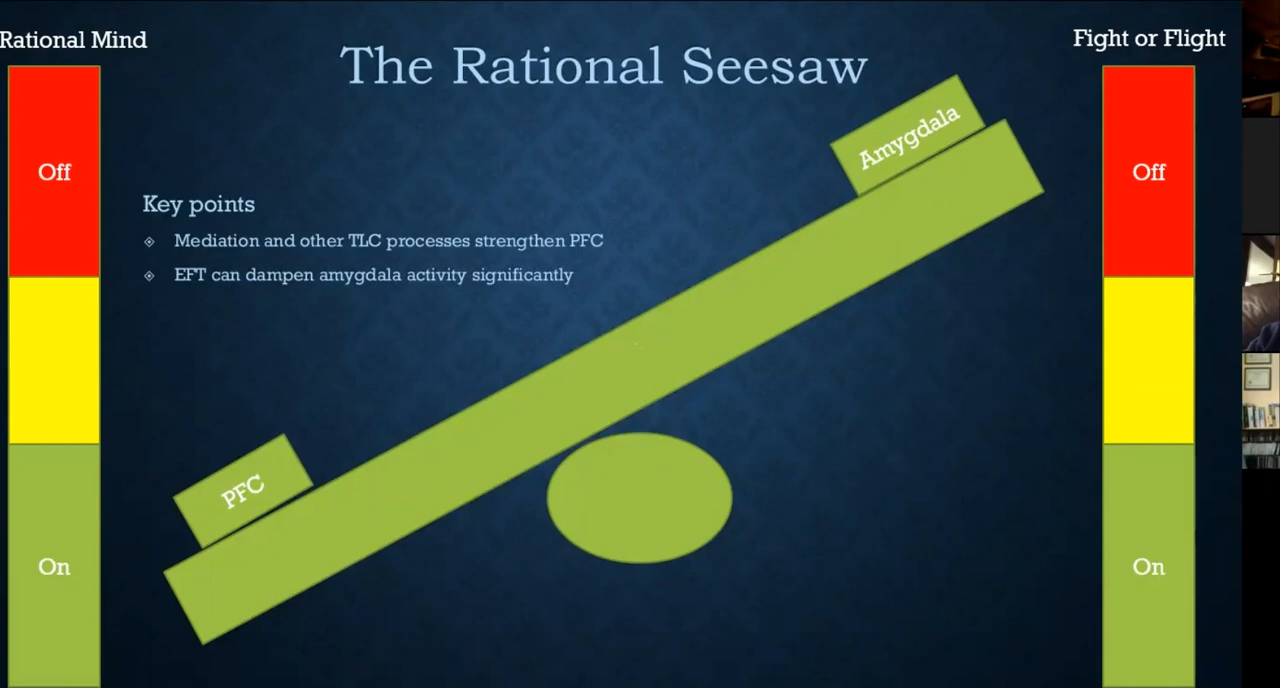 Rational Mind
The Rational Seesaw
Fight or Flight
Off
Amygdala
Off
Key points
Mediation and other TLC processes strengthen PFC
EFT can dampen amygdala activity significantly
PFC
On
On